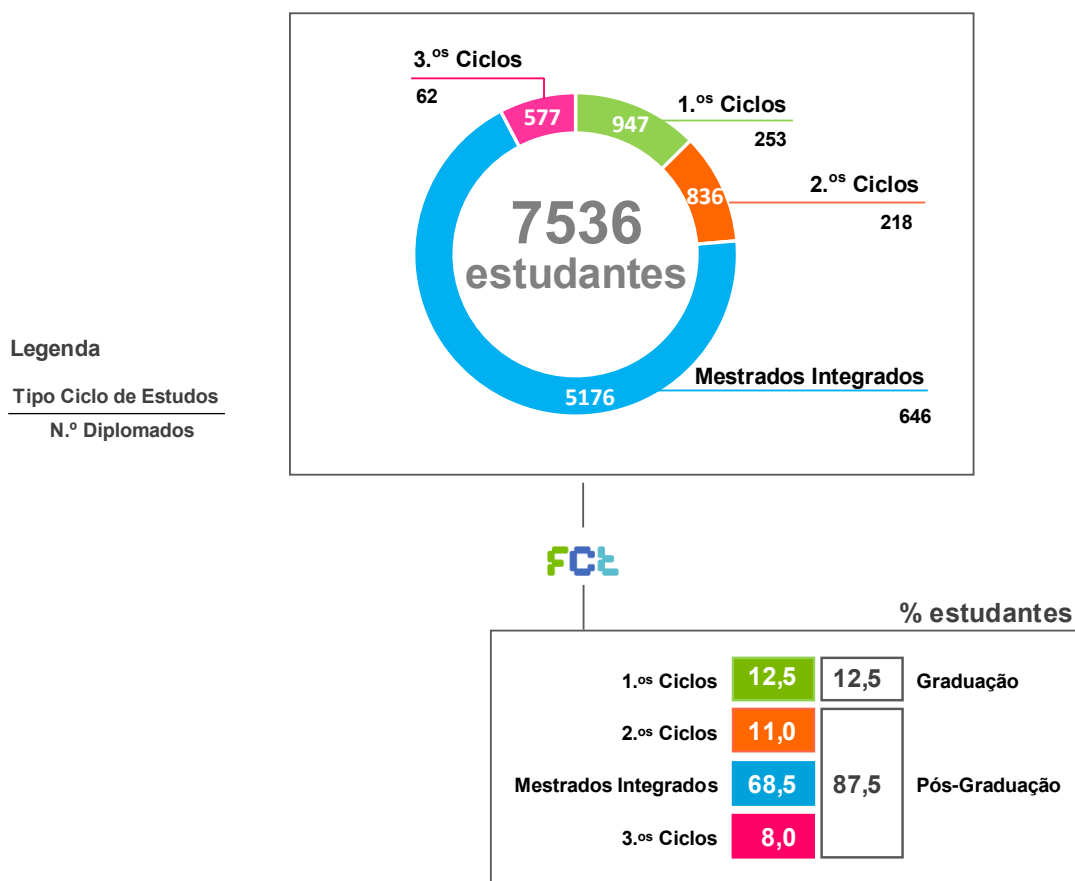 3.ᵒˢ Ciclos
62
577
947
1.ᵒˢ Ciclos
253
836
2.ᵒˢ Ciclos
218
7536
estudantes
Mestrados Integrados
5176
646
Legenda
Tipo Ciclo de Estudos
N.º Diplomados
FCt
% estudantes
1.ᵒˢ Ciclos 12,5 12,5 Graduação
2.ᵒˢ Ciclos 11,0
Mestrados Integrados 68,5 87,5 Pós-Graduação
3.ᵒˢ Ciclos 8,0